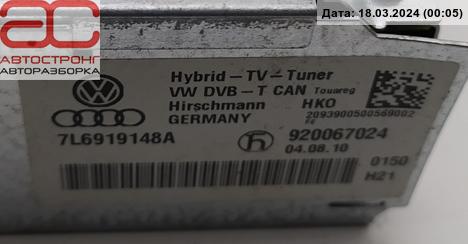 Дата: 18.03.2024 (00:05)
АС
АВТОСТРОНГ
АВТОРАЗБОРКА
Hybrid-TV-Tuner
VW DVB-T CAN Touareg
Hirschmann HKO
GERMANY
2093900500569002
7L6919148A
h 920067024
04.08.10
0150
H21